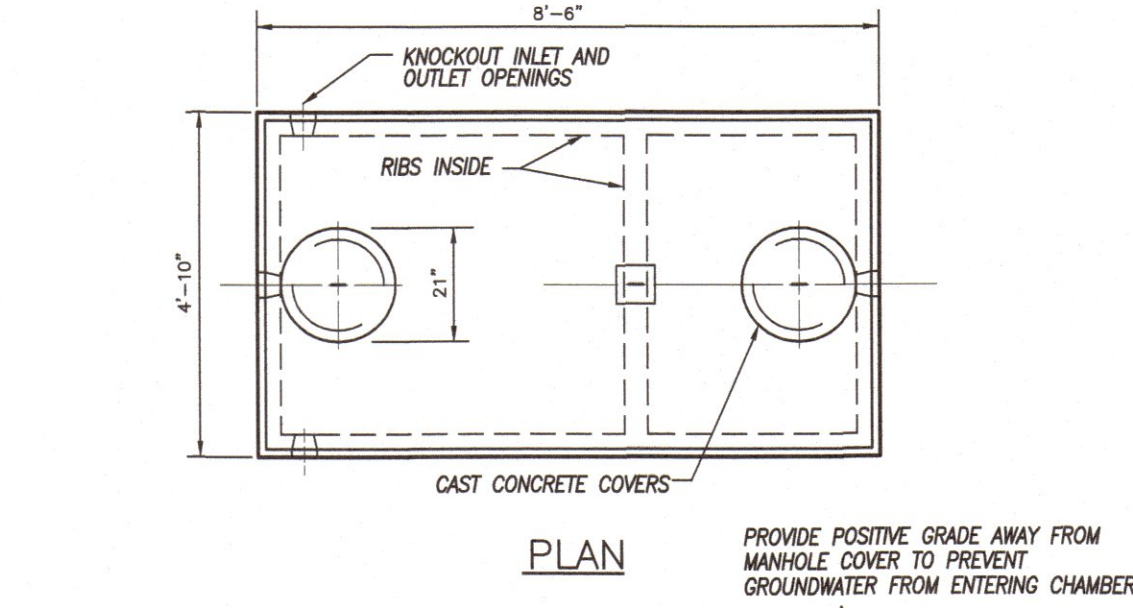 8'-6"
KNOCKOUT INLET AND
OUTLET OPENINGS
RIBS INSIDE
4'-10"
21"
CAST CONCRETE COVERS
PLAN
PROVIDE POSITIVE GRADE AWAY FROM
MANHOLE COVER TO PREVENT
GROUNDWATER FROM ENTERING CHAMBER